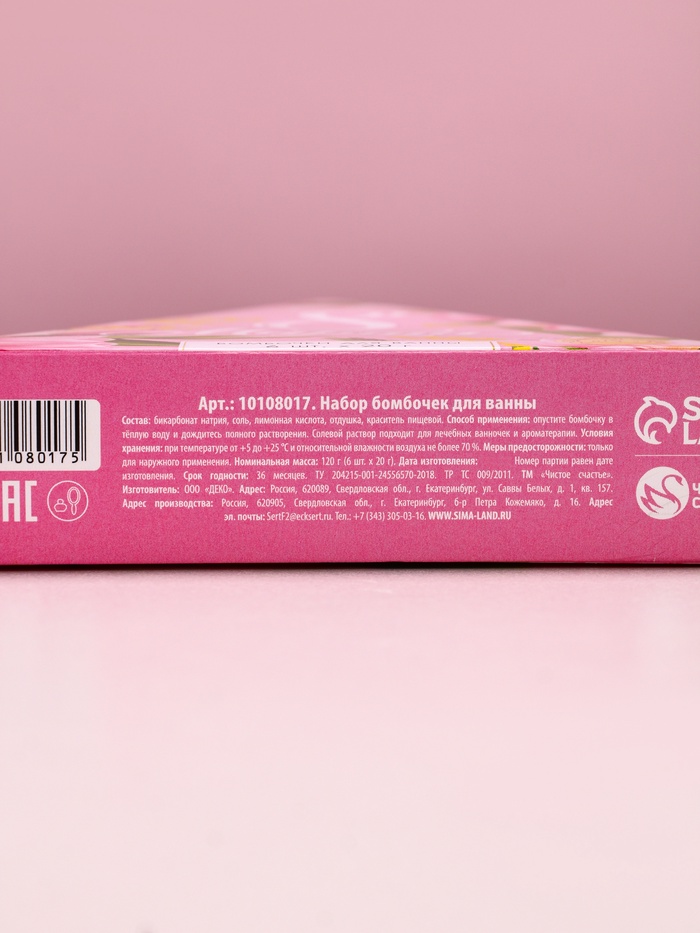 6 шт. × 20
Арт.: 10108017. Набор бомбочек для ванны
Состав: бикарбонат натрия, соль, лимонная кислота, отдушка, краситель пищевой. Способ применения: опустите бомбочку в
тёплую воду и дождитесь полного растворения. Солевой раствор подходит для лечебных ванночек и ароматерапии. Условия
хранения: при температуре от +5 до +25 °С и относительной влажности воздуха не более 70 %. Меры предосторожности: только
для наружного применения. Номинальная масса: 120 г (6 шт. х 20 г). Дата изготовления: Номер партии равен дате
изготовления. Срок годности: 36 месяцев. ТУ 204215-001-24556570-2018. ТР ТС 009/2011. ТМ «Чистое счастье».
Изготовитель: ООО «ДЕКО». Адрес: Россия, 620089, Свердловская обл., г. Екатеринбург, ул. Саввы Белых, д. 1, кв. 157.
Адрес производства: Россия, 620905, Свердловская обл., г. Екатеринбург, б-р Петра Кожемяко, д. 16. Адрес
эл. почты: SertF2@ecksert.ru. Тел.: +7 (343) 305-03-16. WWW.SIMA-LAND.RU
1 080175
EAC